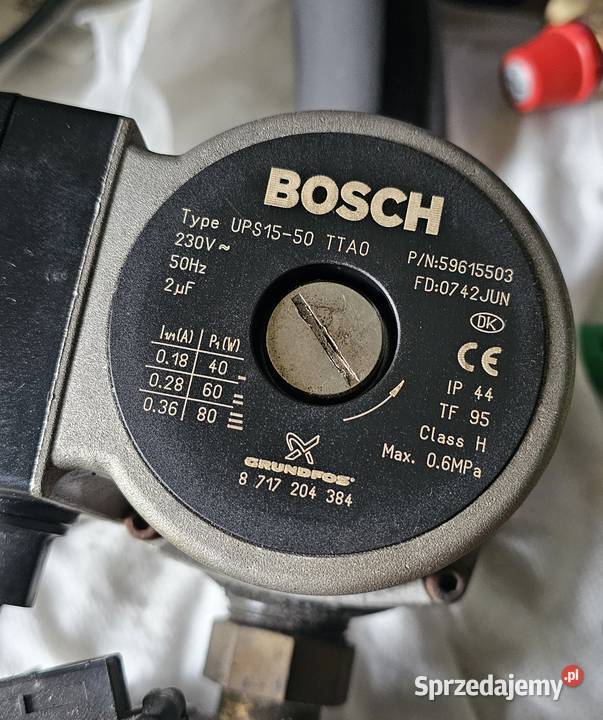 BOSCH
Type UPS15-50 TTAO
230V ~
50Hz
2µF
P/N:59615503
FD:0742JUN
DK
CE
I1/1(A) P1(W)
0.18 40
0.28 60
0.36 80
IP 44
TF 95
Class H
Max. 0.6MPa
GRUNDFOS
8 717 204 384
Sprzedajemy.pl